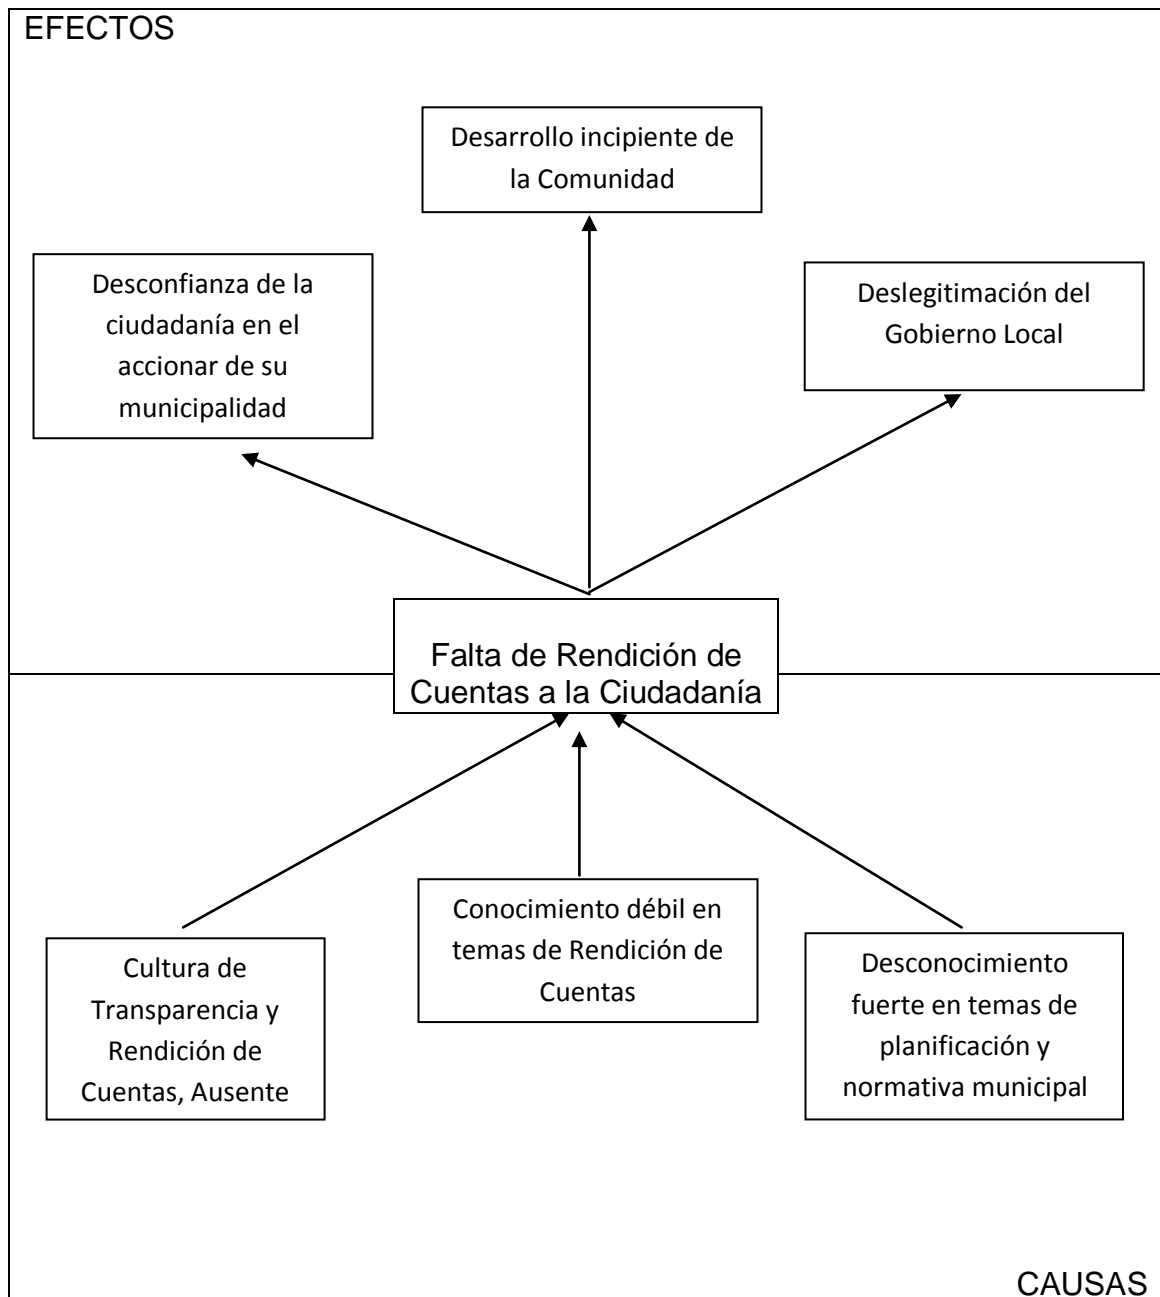 EFECTOS
Desarrollo incipiente de
la Comunidad
Desconfianza de la
ciudadanía en el
accionar de su
municipalidad
Deslegitimación del
Gobierno Local
Falta de Rendición de
Cuentas a la Ciudadanía
Cultura de
Transparencia y
Rendición de
Cuentas, Ausente
Conocimiento débil en
temas de Rendición de
Cuentas
Desconocimiento
fuerte en temas de
planificación y
normativa municipal
CAUSAS